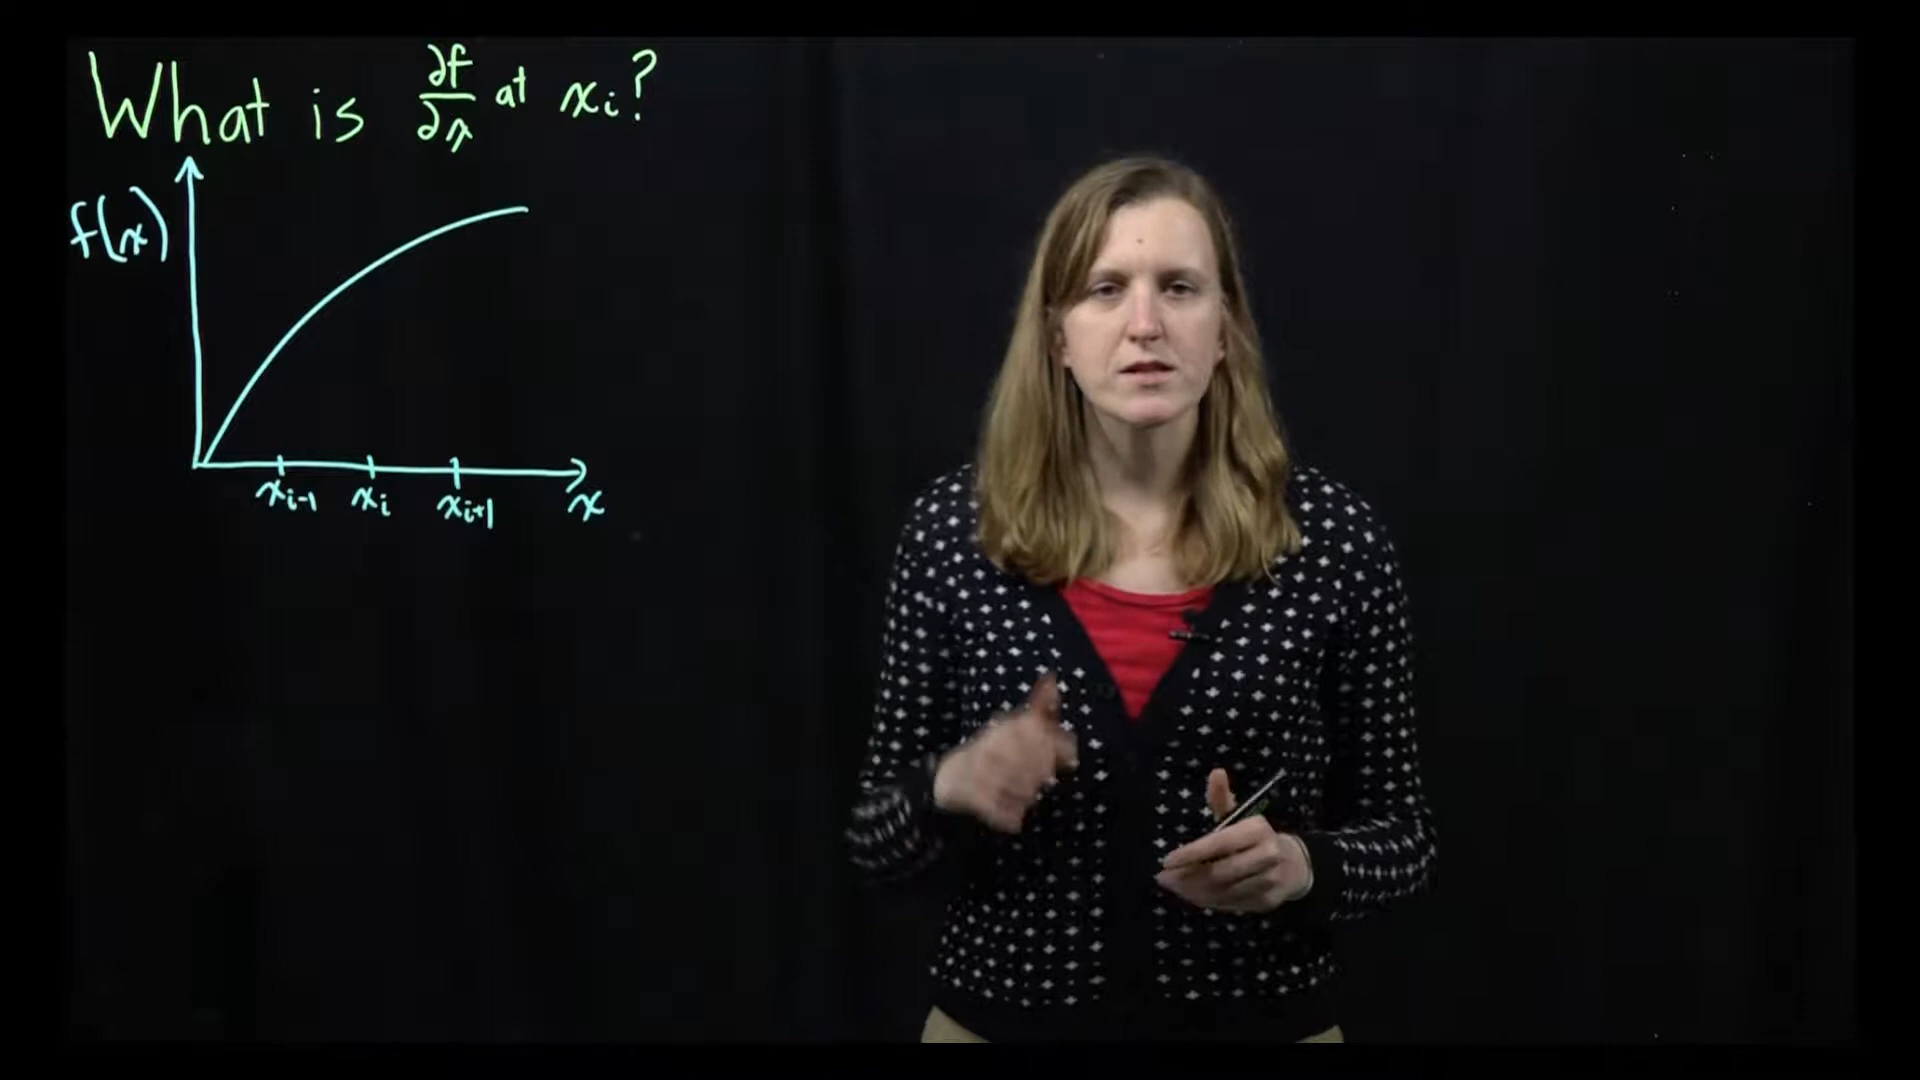 What is ∂f/∂x at xᵢ?
f(x)
xᵢ₋₁ xᵢ xᵢ₊₁ x